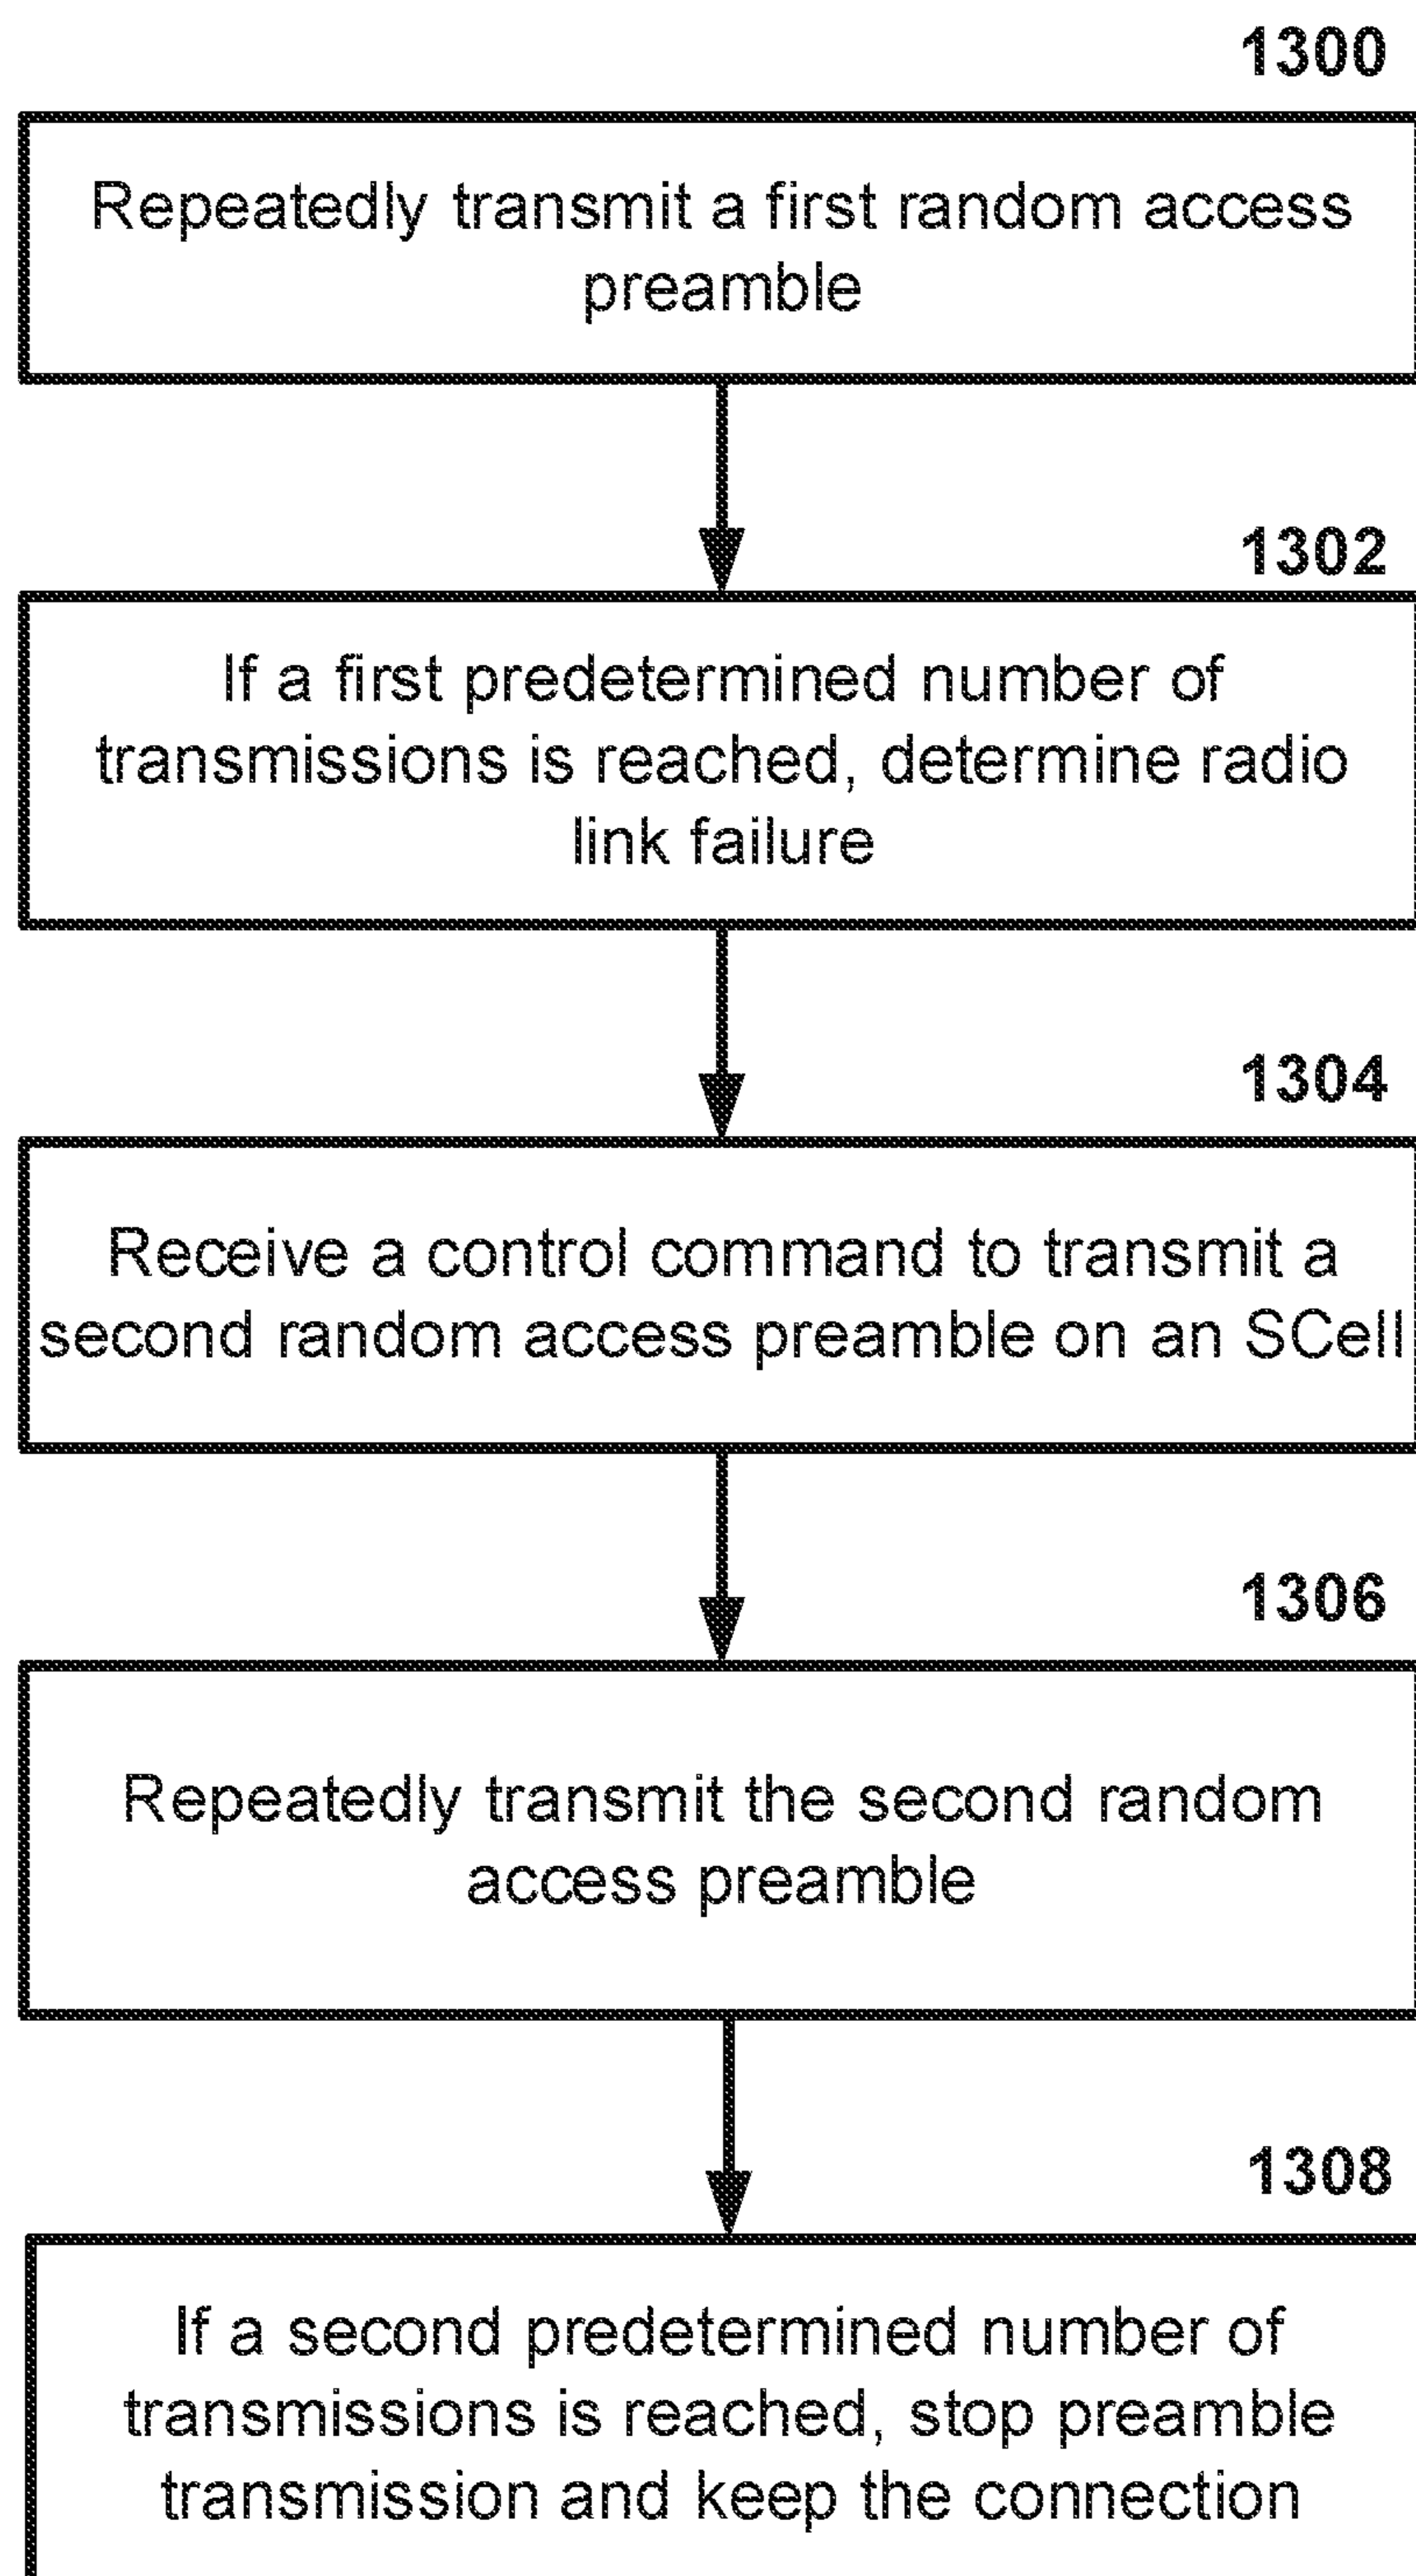 1300
Repeatedly transmit a first random access
preamble
1302
If a first predetermined number of
transmissions is reached, determine radio
link failure
1304
Receive a control command to transmit a
second random access preamble on an SCell
1306
Repeatedly transmit the second random
access preamble
1308
If a second predetermined number of
transmissions is reached, stop preamble
transmission and keep the connection